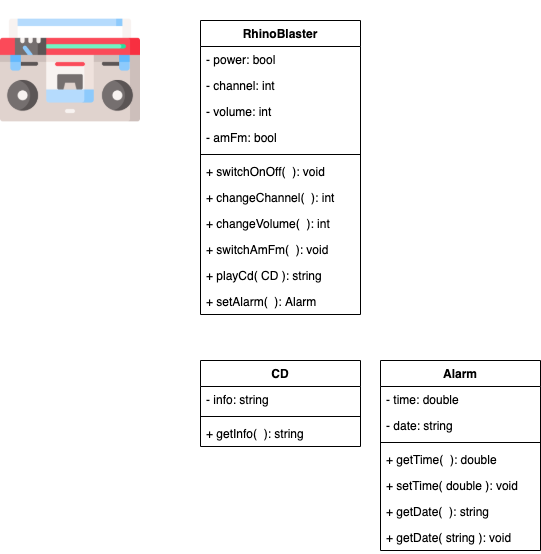 RhinoBlaster
- power: bool
- channel: int
- volume: int
- amFm: bool
+ switchOnOff(  ): void
+ changeChannel(  ): int
+ changeVolume(  ): int
+ switchAmFm(  ): void
+ playCd( CD ): string
+ setAlarm(  ): Alarm
CD
- info: string
+ getInfo(  ): string
Alarm
- time: double
- date: string
+ getTime(  ): double
+ setTime( double ): void
+ getDate(  ): string
+ getDate( string ): void